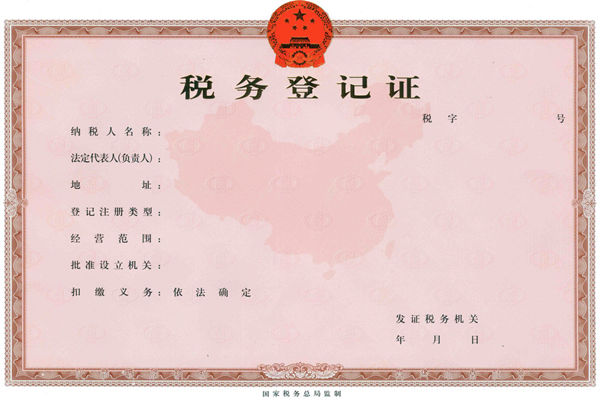 税务登记证
税字 号
纳税人名称：
法定代表人(负责人)：
地址：
登记注册类型：
经营范围：
批准设立机关：
扣缴义务：依法确定
发证税务机关
年月日
国家税务总局监制